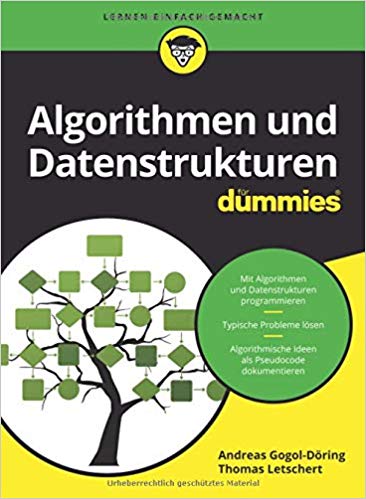 LERNEN EINFACH GEMACHT
Algorithmen und
Datenstrukturen
für
dummies®
Mit Algorithmen
und Datenstrukturen
programmieren
Typische Probleme lösen
Algorithmische Ideen
als Pseudocode
dokumentieren
Andreas Gogol-Döring
Thomas Letschert
Urheberrechtlich geschütztes Material